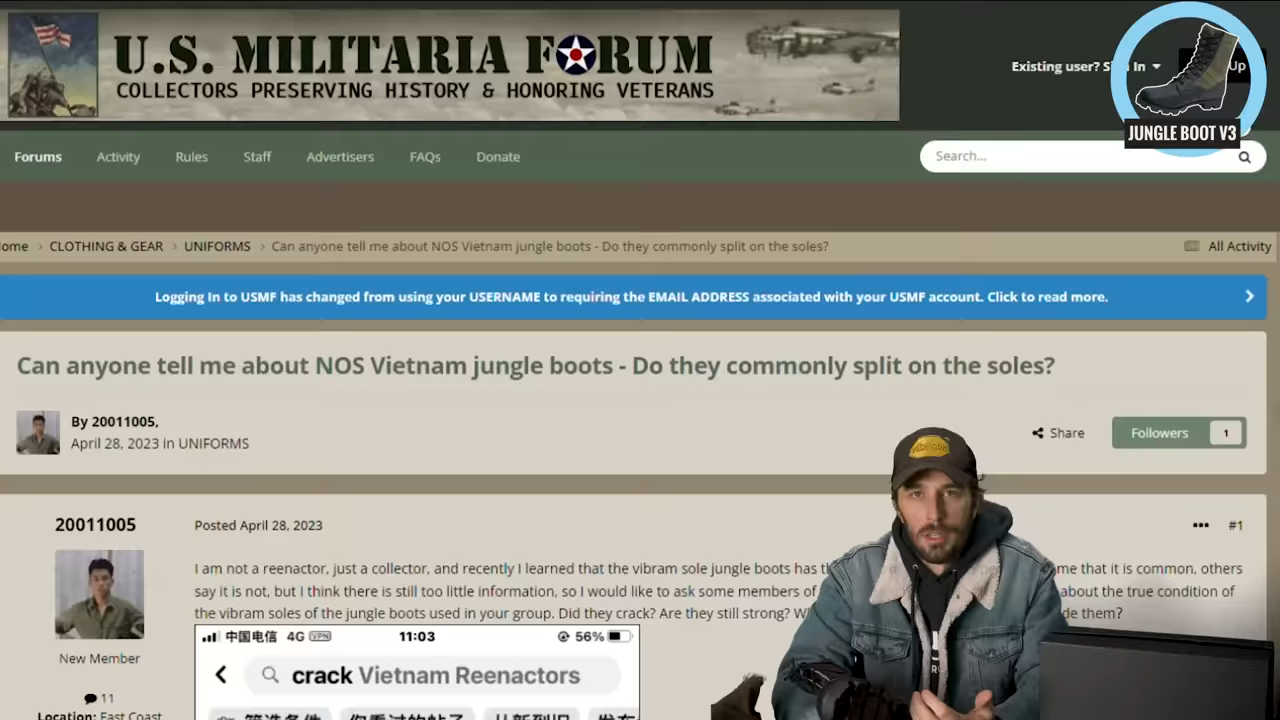 U.S. MILITARIA FORUM
COLLECTORS PRESERVING HISTORY & HONORING VETERANS
Existing user? In
Up
JUNGLE BOOT V3
Forums Activity Rules Staff Advertisers FAQs Donate
Search...
CLOTHING & GEAR > UNIFORMS > Can anyone tell me about NOS Vietnam jungle boots - Do they commonly split on the soles?
All Activity
Logging In to USMF has changed from using your USERNAME to requiring the EMAIL ADDRESS associated with your USMF account. Click to read more.
Can anyone tell me about NOS Vietnam jungle boots - Do they commonly split on the soles?
By 20011005,
April 28, 2023 in UNIFORMS
Share
Followers 1
20011005
Posted April 28, 2023
••• #1
I am not a reenactor, just a collector, and recently I learned that the vibram sole jungle boots has that it is common, others
say it is not, but I think there is still too little information, so I would like to ask some members of about the true condition of
the vibram soles of the jungle boots used in your group. Did they crack? Are they still strong? them?
中国电信 4G VPN 11:03 56%
crack Vietnam Reenactors
New Member
11
Location: East Coast